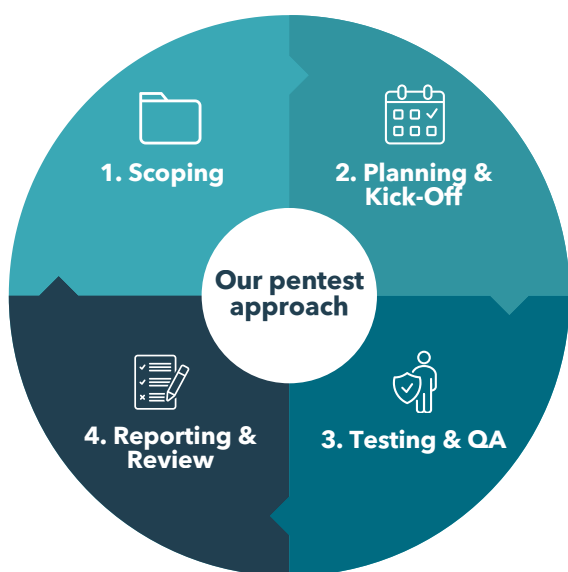 1. Scoping
2. Planning &
Kick-Off
Our pentest
approach
4. Reporting &
Review
3. Testing & QA